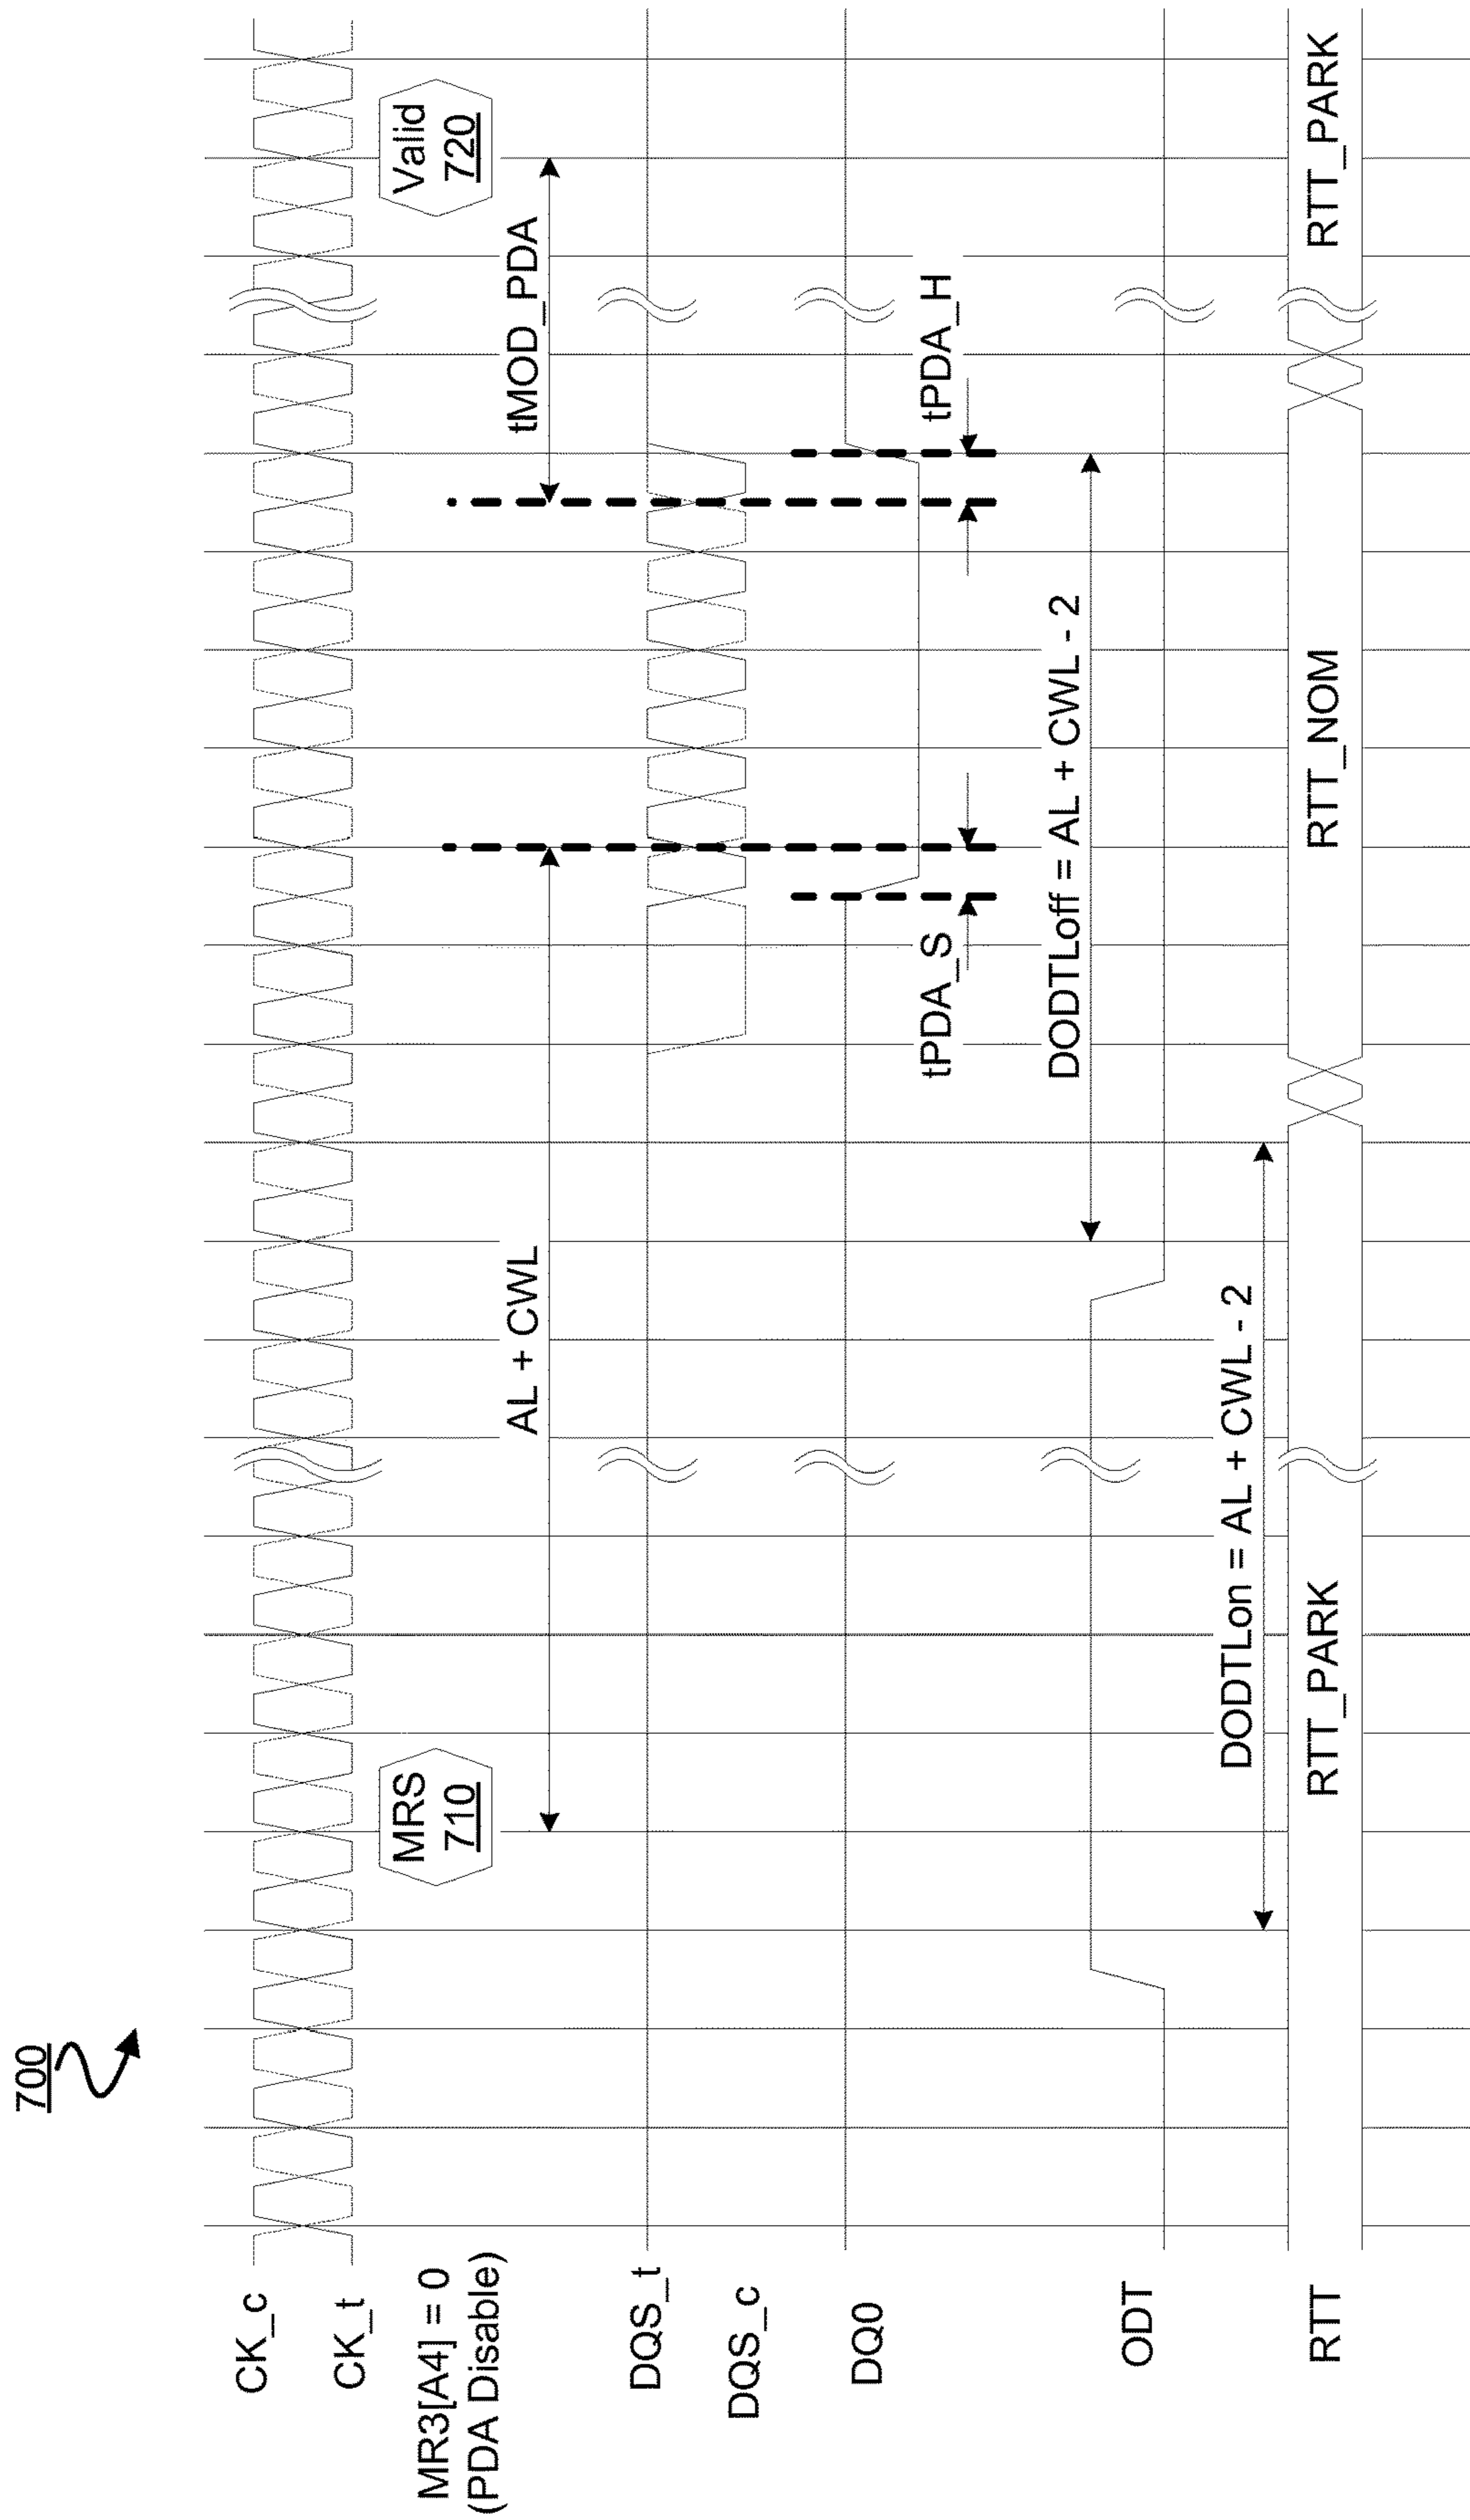 700
CK_c
CK_t
MR3[A4] = 0
(PDA Disable)
MRS
710
Valid
720
AL + CWL
tMOD_PDA
DQS_t
DQS_c
DQ0
tPDA_S
tPDA_H
DODTLoff = AL + CWL - 2
ODT
DODTLon = AL + CWL - 2
RTT
RTT_PARK
RTT_NOM
RTT_PARK